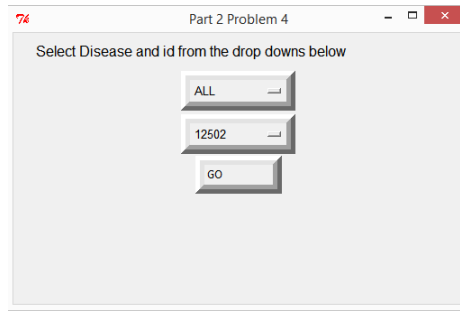 Part 2 Problem 4
Select Disease and id from the drop downs below
ALL
12502
GO